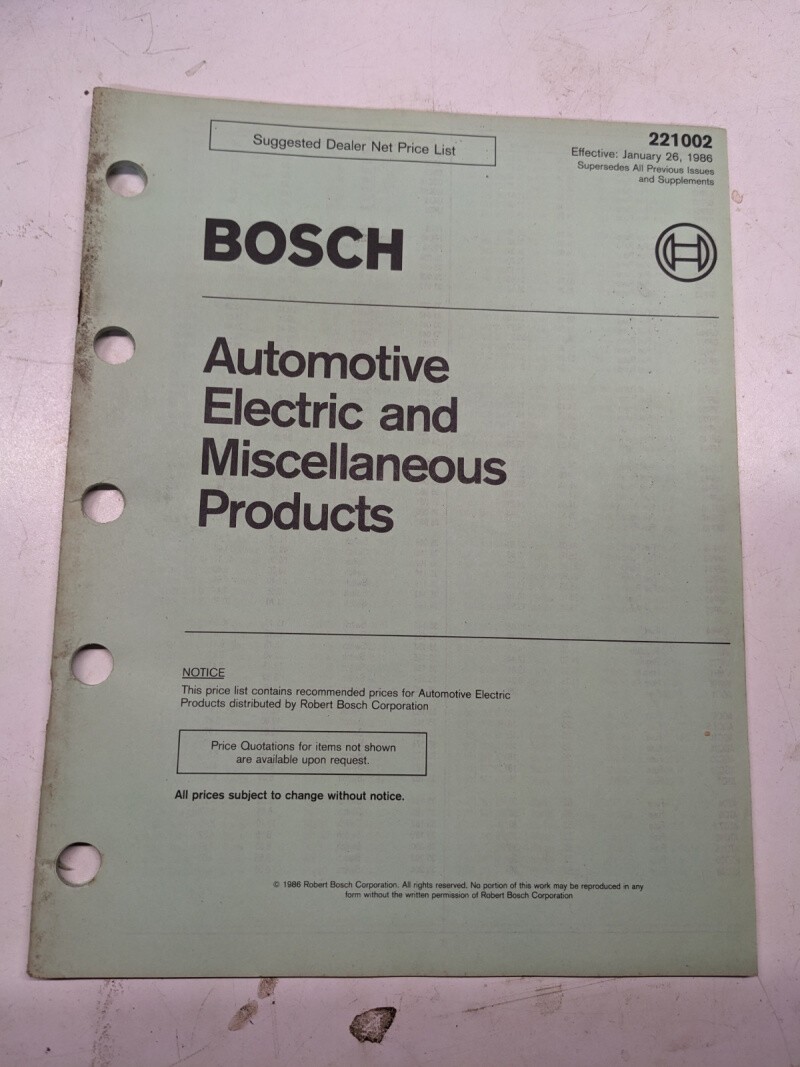 Suggested Dealer Net Price List
221002
Effective: January 26, 1986
Supersedes All Previous Issues
and Supplements
BOSCH
Automotive
Electric and
Miscellaneous
Products
NOTICE
This price list contains recommended prices for Automotive Electric
Products distributed by Robert Bosch Corporation
Price Quotations for items not shown
are available upon request.
All prices subject to change without notice.
© 1986 Robert Bosch Corporation. All rights reserved. No portion of this work may be reproduced in any
form without the written permission of Robert Bosch Corporation